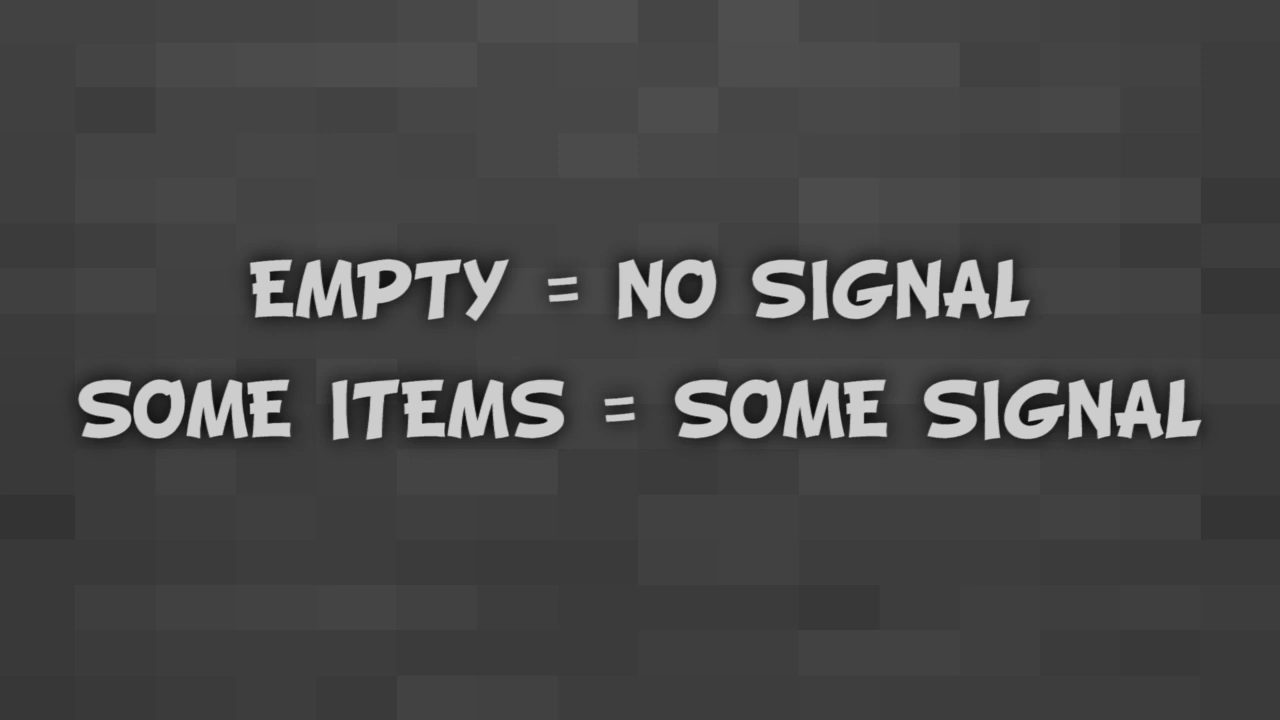 EMPTY = NO SIGNAL
SOME ITEMS = SOME SIGNAL